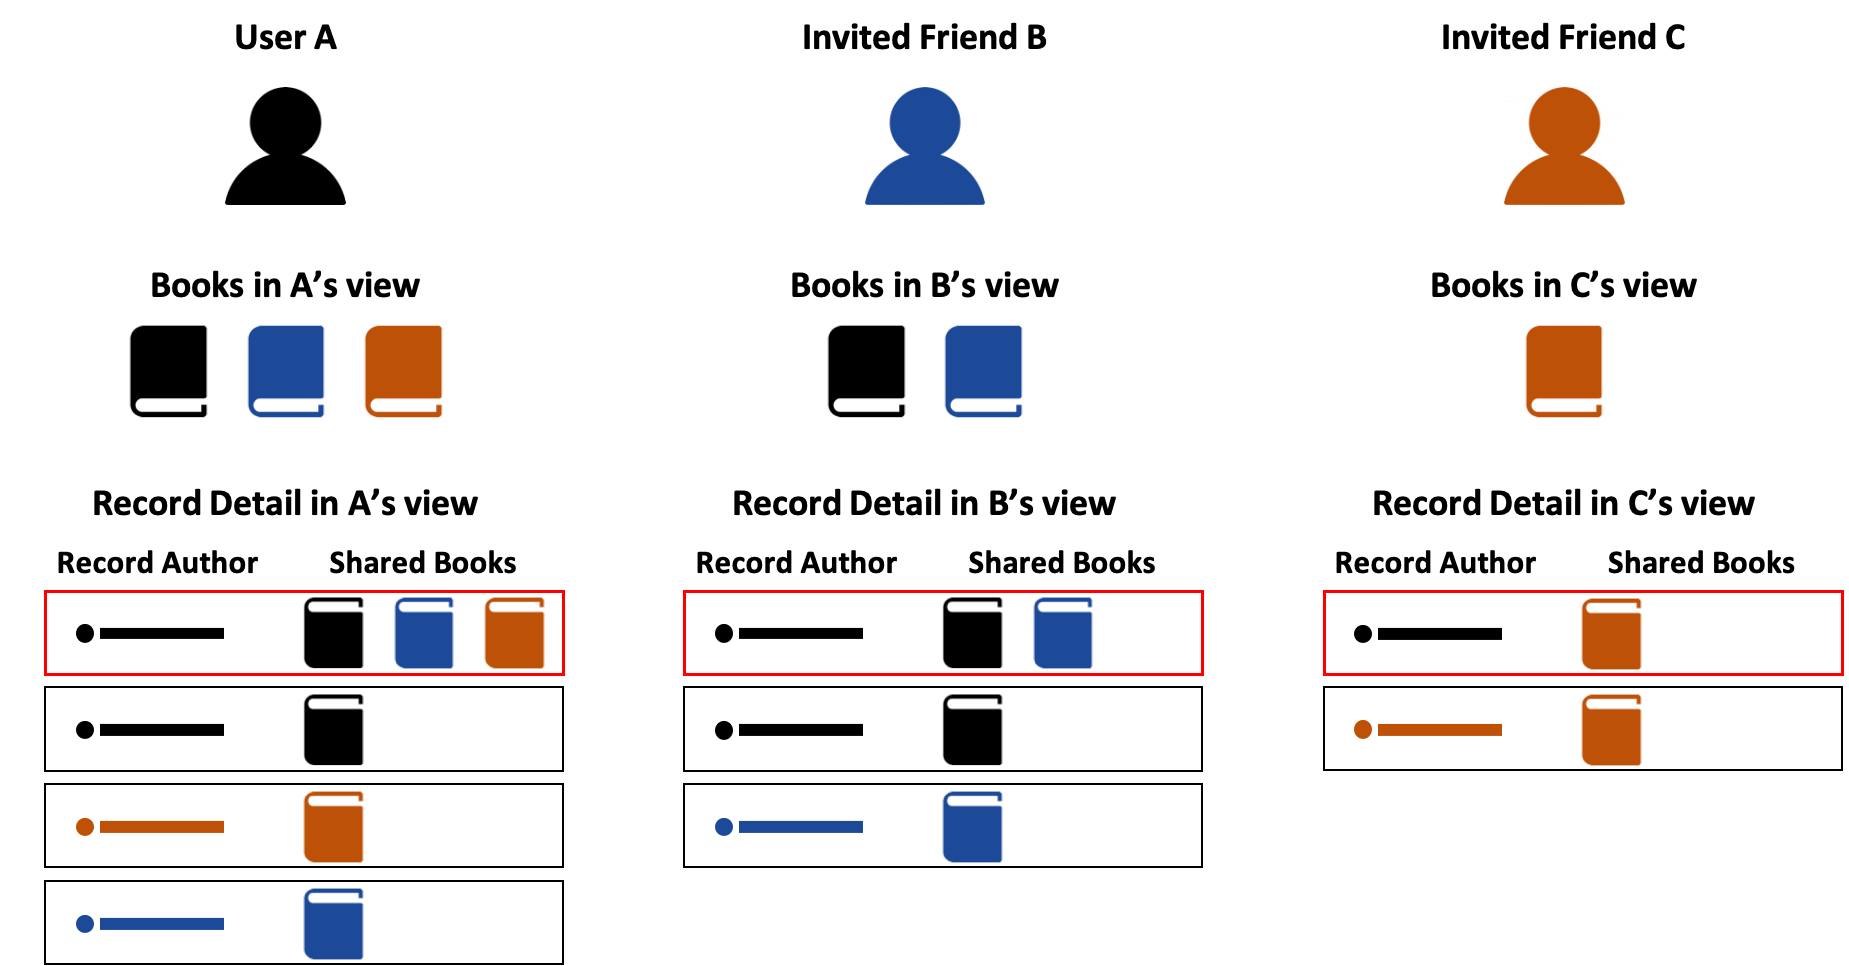 User A
Invited Friend B
Invited Friend C
Books in A’s view
Books in B’s view
Books in C’s view
Record Detail in A’s view
Record Detail in B’s view
Record Detail in C’s view
Record Author
Shared Books
Record Author
Shared Books
Record Author
Shared Books